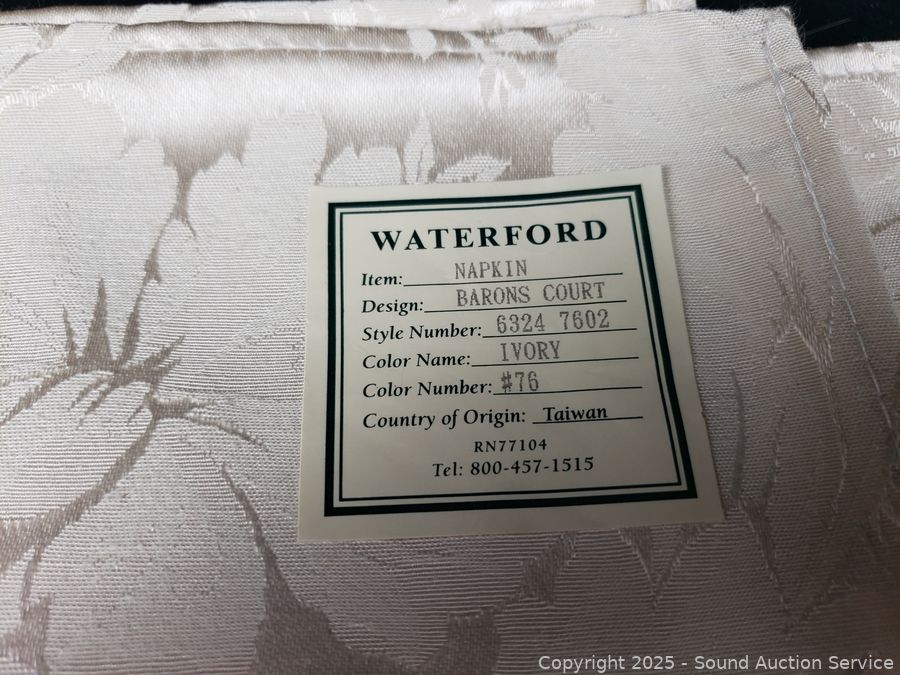 WATERFORD
Item: NAPKIN
Design: BARONS COURT
Style Number: 6324 7602
Color Name: IVORY
Color Number: #76
Country of Origin: Taiwan
RN77104
Tel: 800-457-1515
Copyright 2025 - Sound Auction Service